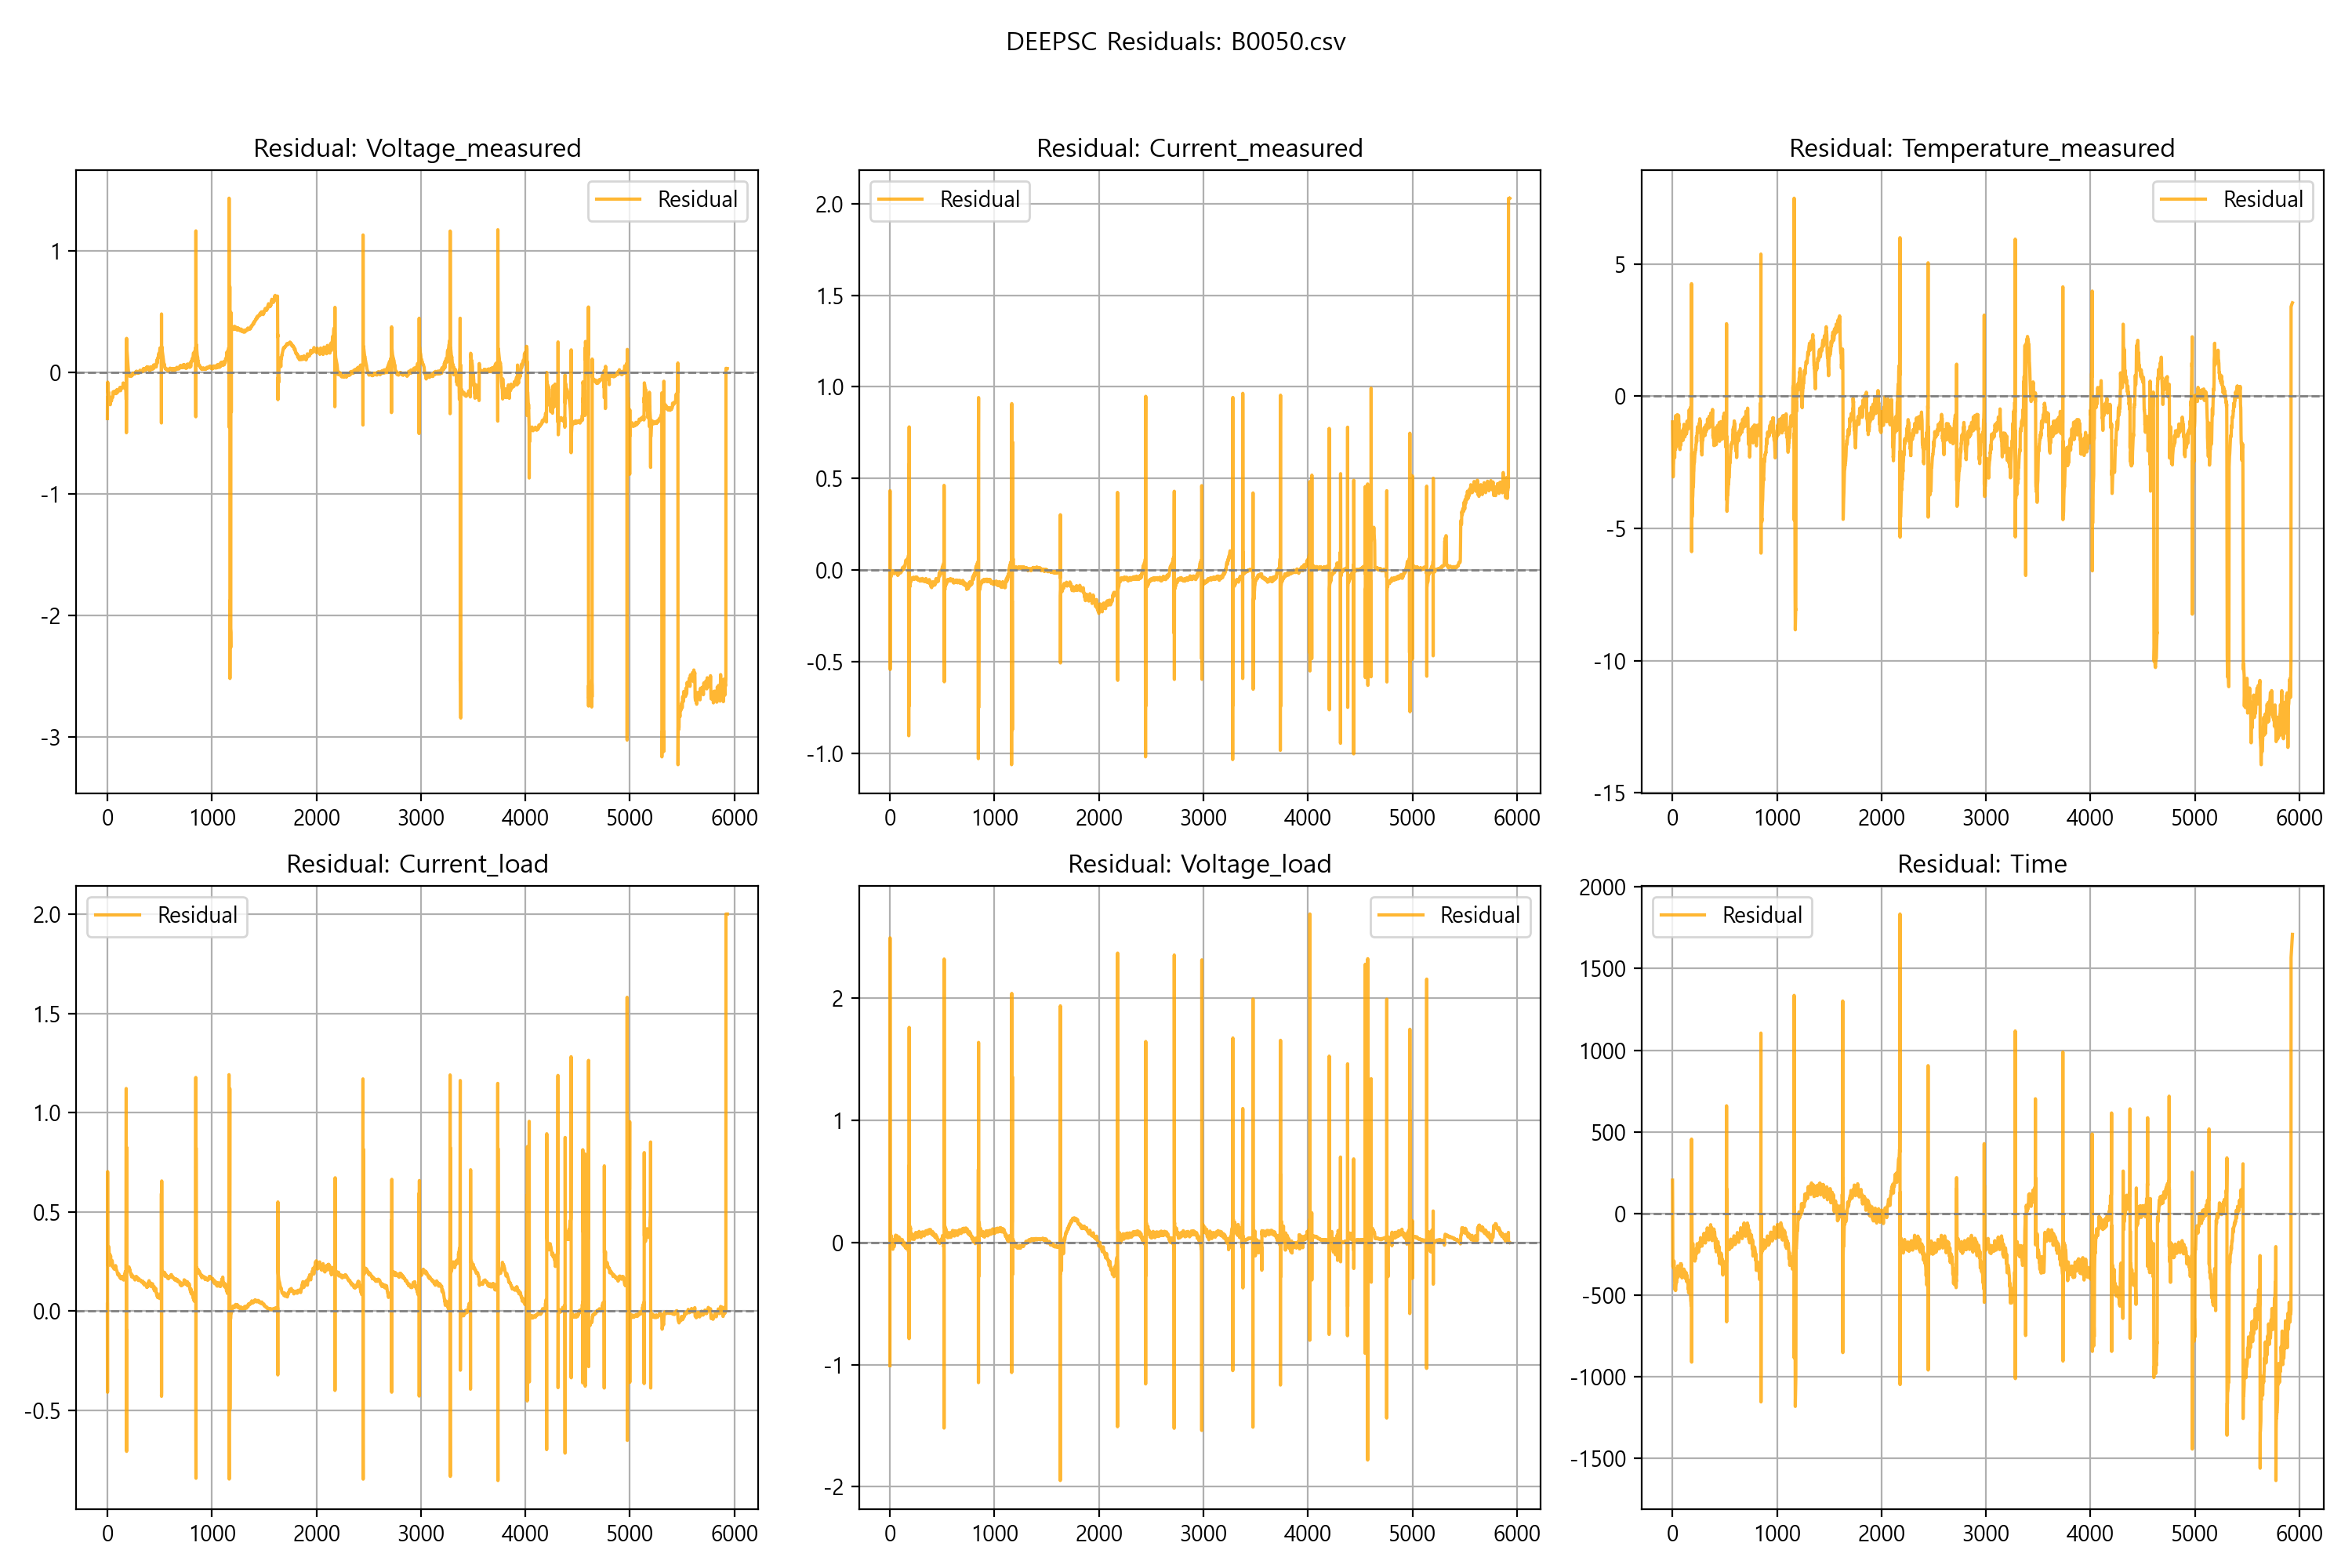 DEEPSC Residuals: B0050.csv
Residual: Voltage_measured
Residual
1
0
-1
-2
-3
0 1000 2000 3000 4000 5000 6000
Residual: Current_measured
Residual
2.0
1.5
1.0
0.5
0.0
-0.5
-1.0
0 1000 2000 3000 4000 5000 6000
Residual: Temperature_measured
Residual
5
0
-5
-10
-15
0 1000 2000 3000 4000 5000 6000
Residual: Current_load
Residual
2.0
1.5
1.0
0.5
0.0
-0.5
0 1000 2000 3000 4000 5000 6000
Residual: Voltage_load
Residual
2
1
0
-1
-2
0 1000 2000 3000 4000 5000 6000
Residual: Time
Residual
2000
1500
1000
500
0
-500
-1000
-1500
0 1000 2000 3000 4000 5000 6000